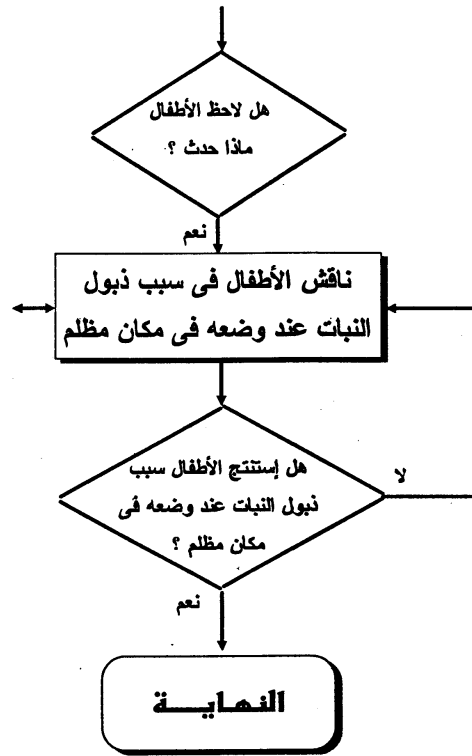 هل لاحظ الأطفال
ماذا حدث ؟
نعم
ناقش الأطفال فى سبب ذبول
النبات عند وضعه فى مكان مظلم
هل إستنتج الأطفال سبب
ذبول النبات عند وضعه فى
مكان مظلم ؟
لا
نعم
النهايـــة